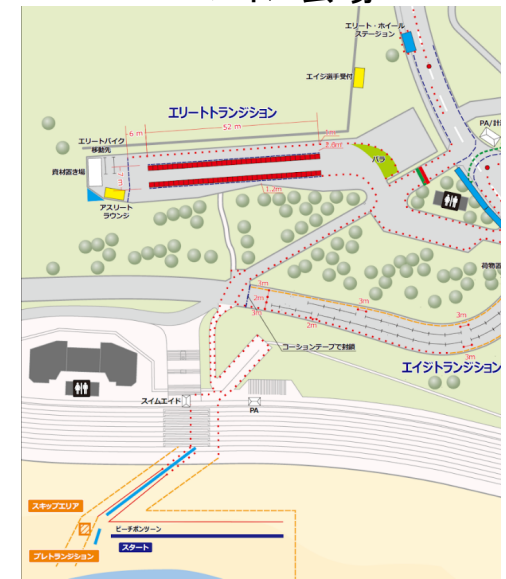 エリート・ホイール
ステーション
エイジ選手受付
エリートトランジション
PA/計
6 m
52 m
エリートバイク
移動先
資材置き場
パラ
アスリート
ラウンジ
1.2m
荷物置
3m
2m
3m
3m
2m
3m
3m
コーションテープで封鎖
エイジトランジション
スイムエイド
PA
スキップエリア
ビーチポンツーン
スタート
プレトランジション